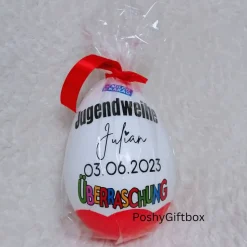 Jugendweihe
Julian
03.06.2023
ÜBERRASCHUNG
PoshyGiftbox